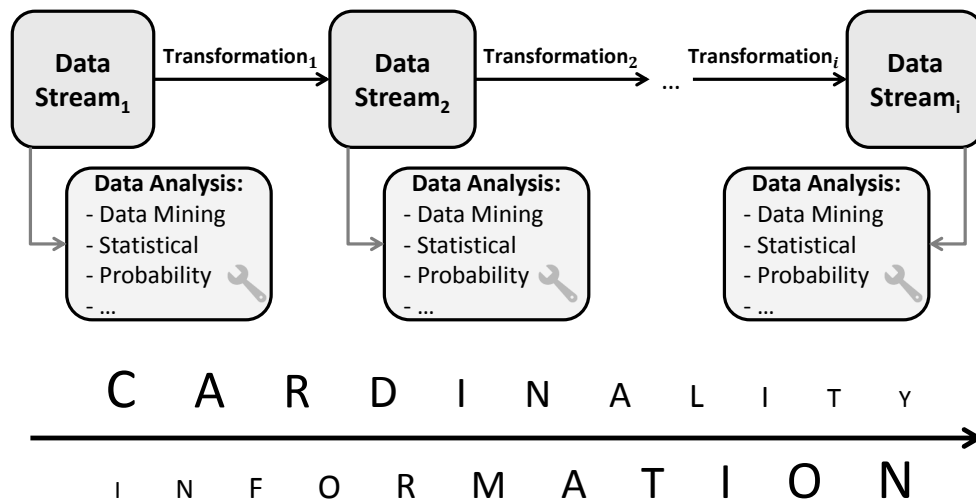 Data
Stream₁
Transformation₁
Data
Stream₂
Transformation₂
...
Transformationᵢ
Data
Streamᵢ
Data Analysis:
- Data Mining
- Statistical
- Probability
- ...
Data Analysis:
- Data Mining
- Statistical
- Probability
- ...
Data Analysis:
- Data Mining
- Statistical
- Probability
- ...
C A R D I N A L I T Y
I N F O R M A T I O N